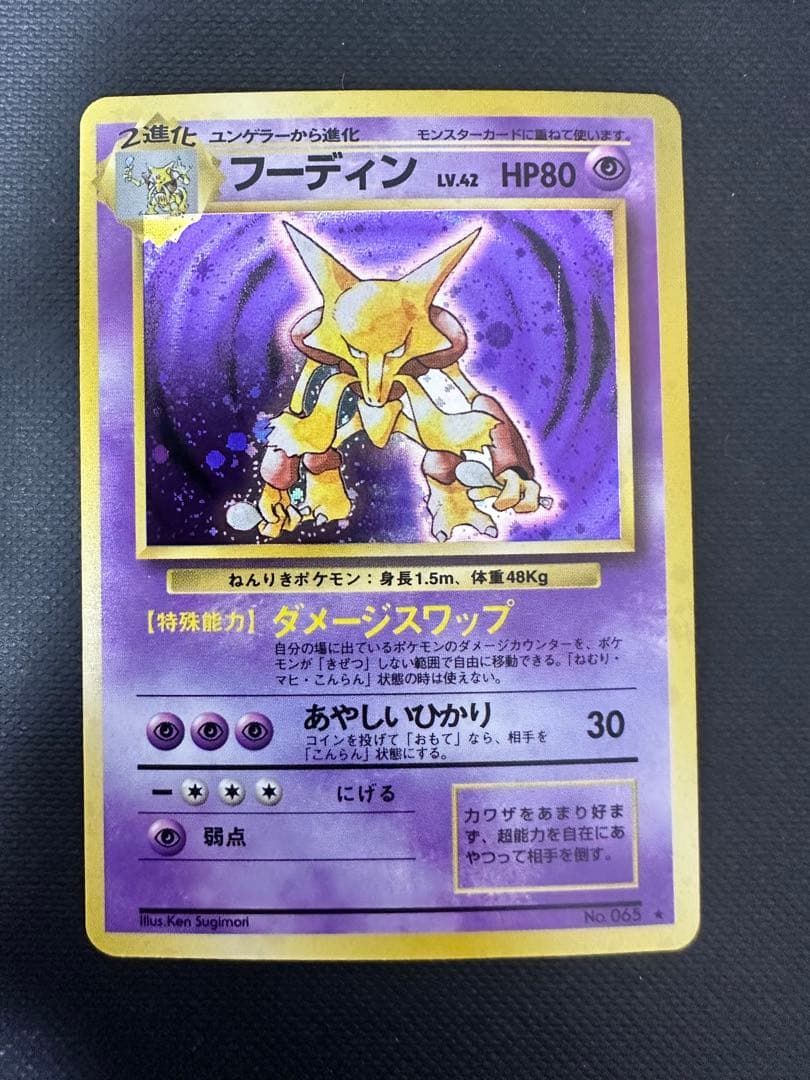 2進化 ユンゲラーから進化 モンスターカードに重ねて使います。
フーディン LV.42 HP80
ねんりきポケモン：身長1.5m、体重48Kg
【特殊能力】ダメージスワップ
自分の場に出ているポケモンのダメージカウンターを、ポケ
モンが「きぜつ」しない範囲で自由に移動できる。「ねむり・
マヒ・こんらん」状態の時は使えない。
あやしいひかり 30
コインを投げて「おもて」なら、相手を
「こんらん」状態にする。
ー にげる
弱点
力ワザをあまり好ま
ず、超能力を自在にあ
やつって相手を倒す。
Illus.Ken Sugimori
No. 065 ★